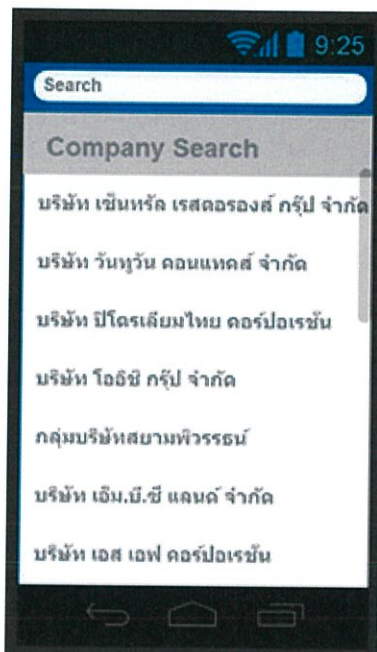 9:25
Search
Company Search
บริษัท เซ็นทรัล เรสตอรองส์ กรุ๊ป จำกัด
บริษัท วันทูวัน คอนแทคส์ จำกัด
บริษัท ปิโตรเลียมไทย คอร์ปอเรชั่น
บริษัท โออิชิ กรุ๊ป จำกัด
กลุ่มบริษัทสยามพิวรรธน์
บริษัท เอ็ม.บี.ซี แลนด์ จำกัด
บริษัท เอส เอฟ คอร์ปอเรชั่น